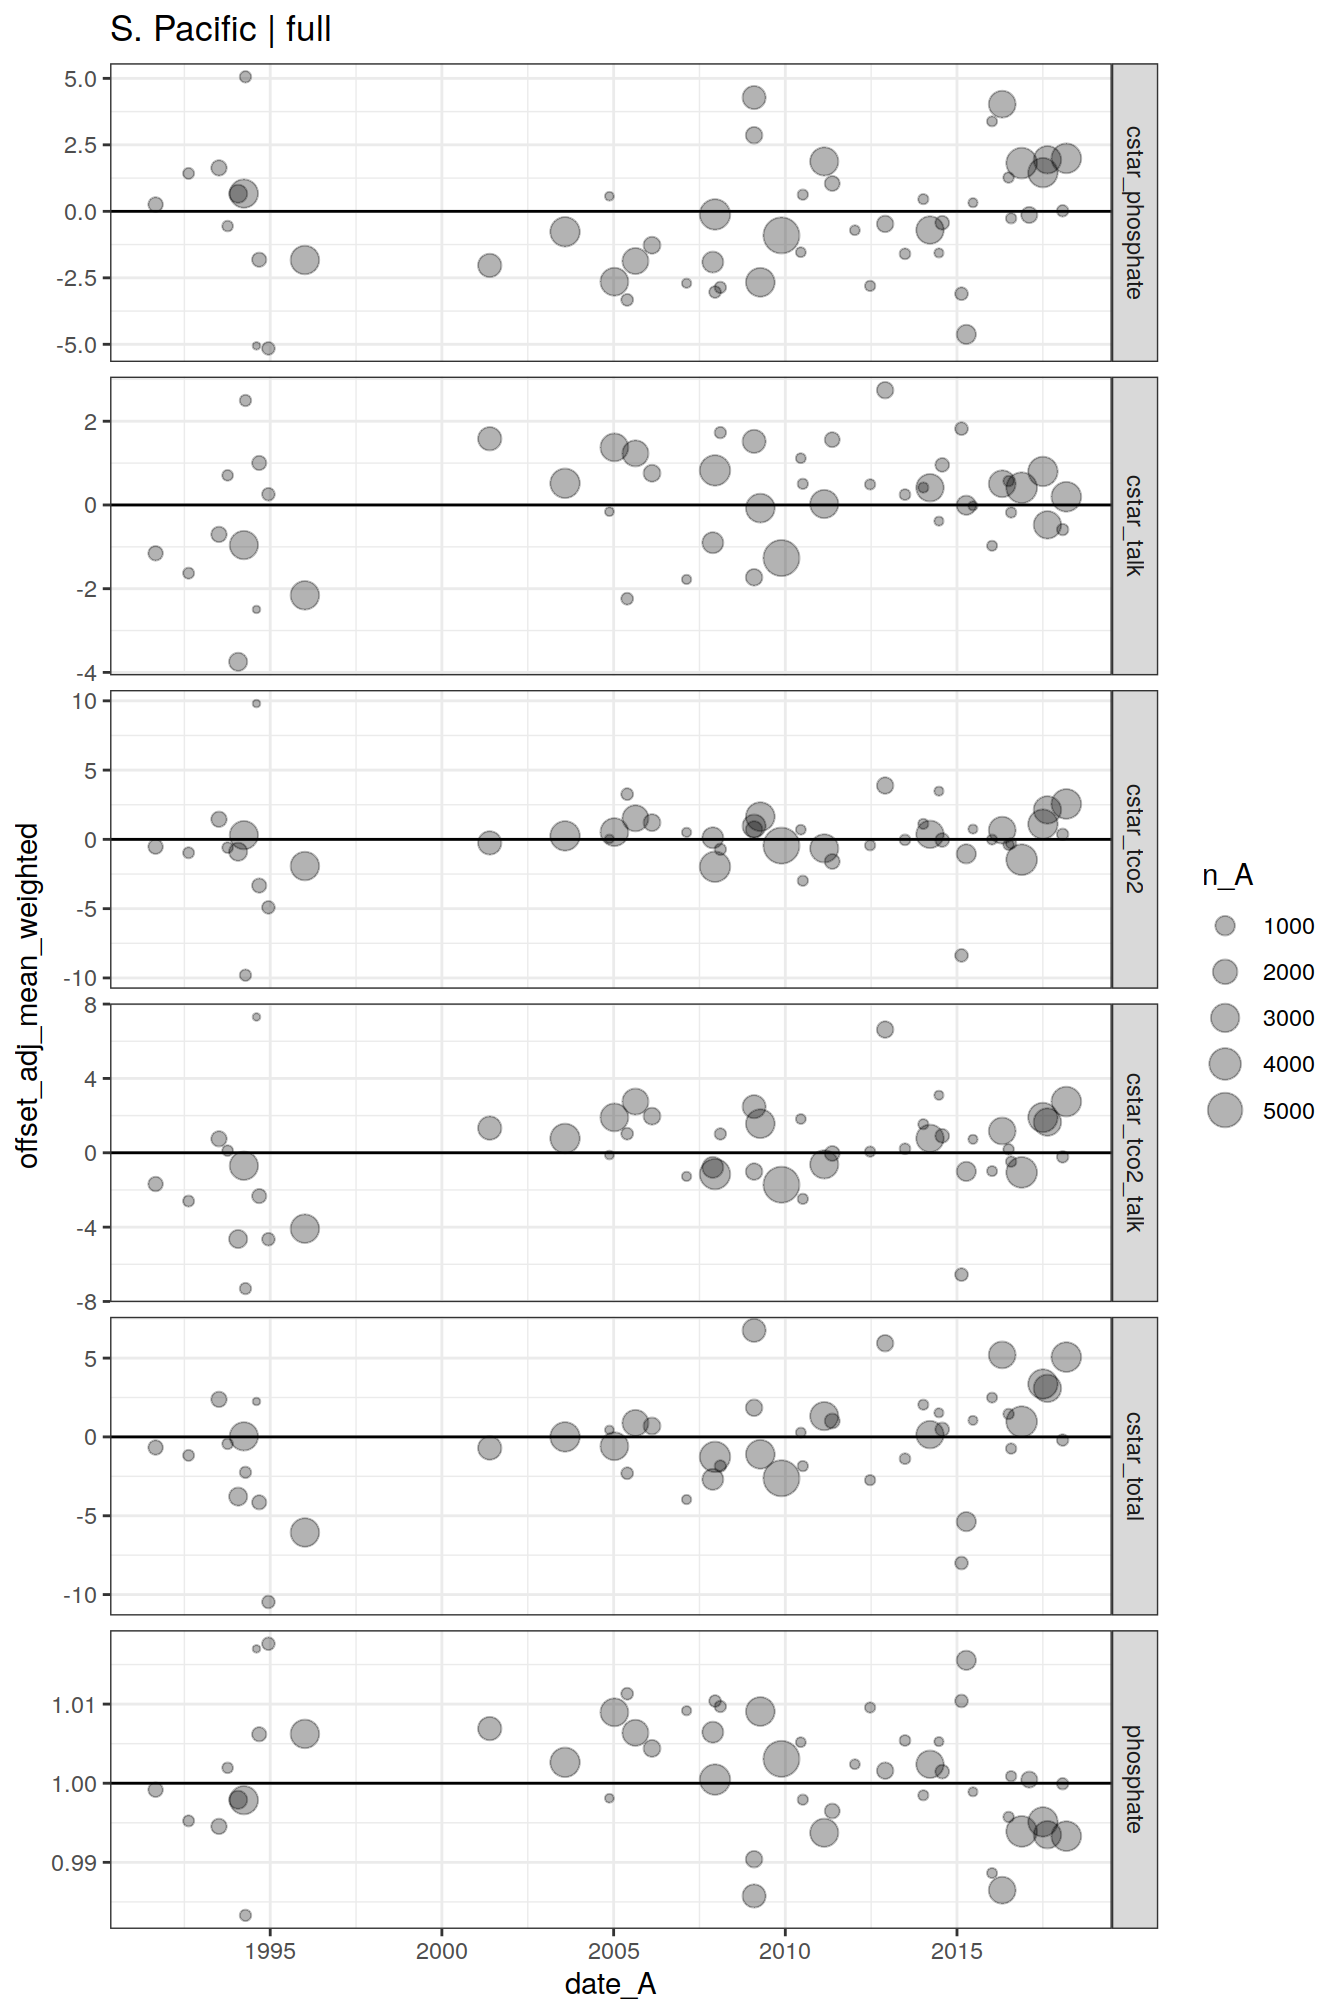 S. Pacific | full
offset_adj_mean_weighted
5.0
2.5
0.0
-2.5
-5.0
cstar_phosphate
2
0
-2
-4
cstar_talk
10
5
0
-5
-10
cstar_tco2
8
4
0
-4
-8
cstar_tco2_talk
5
0
-5
-10
cstar_total
1.01
1.00
0.99
phosphate
1995 2000 2005 2010 2015
date_A
n_A
1000
2000
3000
4000
5000